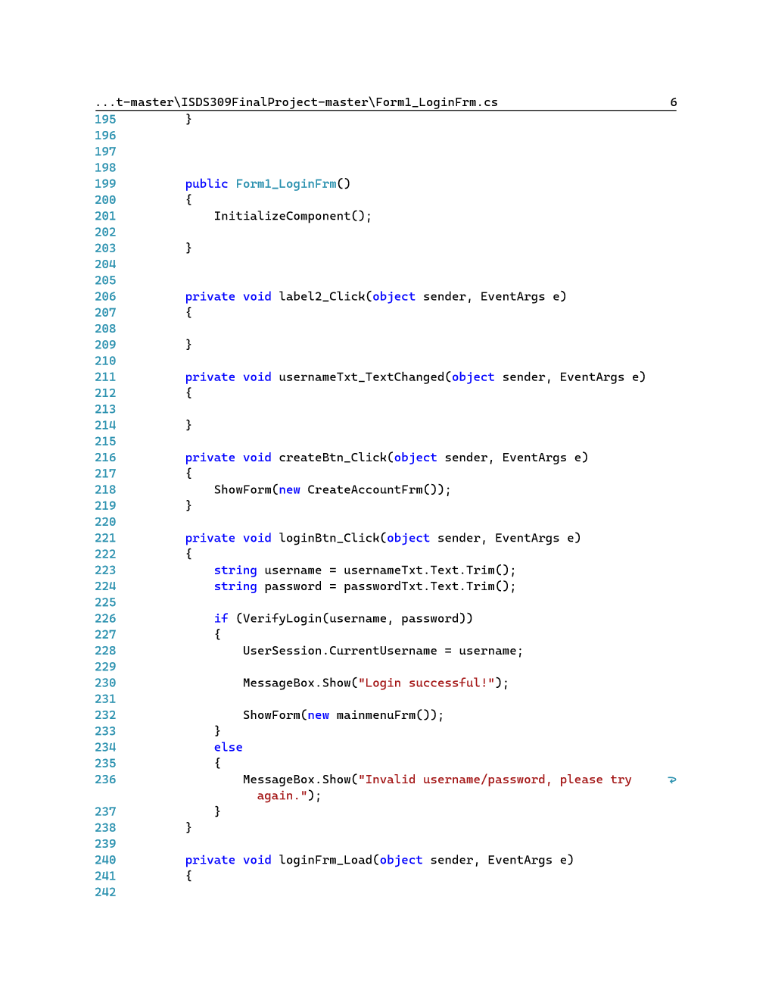 ...t-master\ISDS309FinalProject-master\Form1_LoginFrm.cs 6
195 }
196
197
198
199 public Form1_LoginFrm()
200 {
201 InitializeComponent();
202
203 }
204
205
206 private void label2_Click(object sender, EventArgs e)
207 {
208
209 }
210
211 private void usernameTxt_TextChanged(object sender, EventArgs e)
212 {
213
214 }
215
216 private void createBtn_Click(object sender, EventArgs e)
217 {
218 ShowForm(new CreateAccountFrm());
219 }
220
221 private void loginBtn_Click(object sender, EventArgs e)
222 {
223 string username = usernameTxt.Text.Trim();
224 string password = passwordTxt.Text.Trim();
225
226 if (VerifyLogin(username, password))
227 {
228 UserSession.CurrentUsername = username;
229
230 MessageBox.Show("Login successful!");
231
232 ShowForm(new mainmenuFrm());
233 }
234 else
235 {
236 MessageBox.Show("Invalid username/password, please try
again.");
237 }
238 }
239
240 private void loginFrm_Load(object sender, EventArgs e)
241 {
242